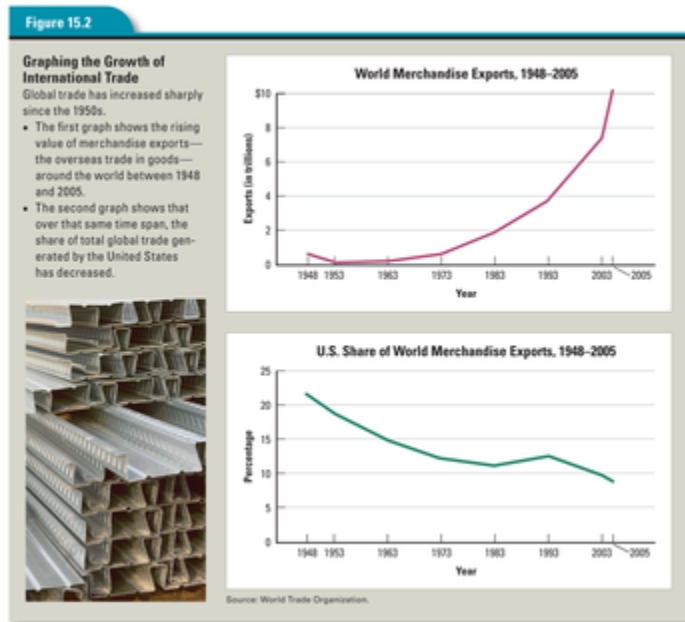 Figure 15.2
Graphing the Growth of
International Trade
Global trade has increased sharply
since the 1950s.
• The first graph shows the rising
value of merchandise exports—
the overseas trade in goods—
around the world between 1948
and 2005.
• The second graph shows that
over that same time span, the
share of total global trade gen-
erated by the United States
has decreased.
World Merchandise Exports, 1948–2005
Exports (in trillions)
$10
8
6
4
2
0
1948 1953 1963 1973 1983 1993 2003 2005
Year
U.S. Share of World Merchandise Exports, 1948–2005
Percentage
25
20
15
10
5
0
1948 1953 1963 1973 1983 1993 2003 2005
Year
Source: World Trade Organization.